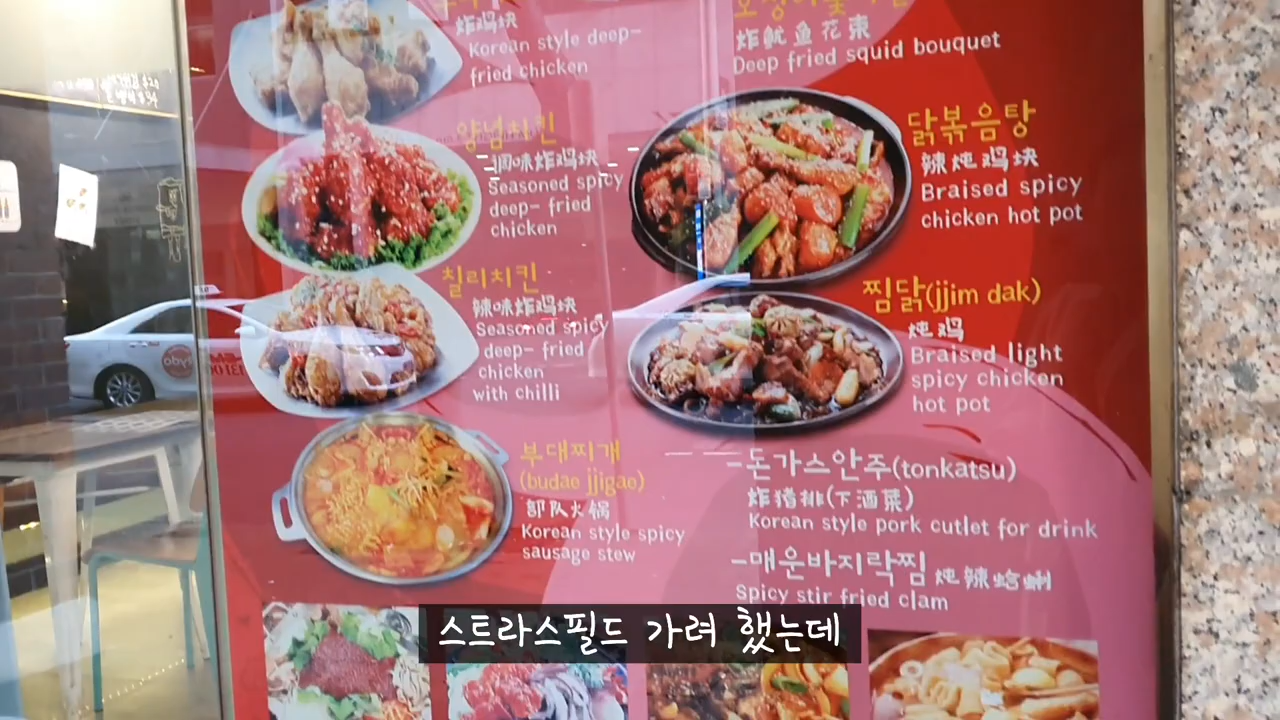 炸鸡块
Korean style deep-
fried chicken
炸鱿鱼花束
Deep fried squid bouquet
양념치킨
调味炸鸡块
Seasoned spicy
deep- fried
chicken
닭볶음탕
辣炖鸡块
Braised spicy
chicken hot pot
칠리치킨
辣味炸鸡块
Seasoned spicy
deep- fried
chicken
with chilli
찜닭(jjim dak)
炖鸡
Braised light
spicy chicken
hot pot
부대찌개
(budae jjigae)
部队火锅
Korean style spicy
sausage stew
-돈가스안주(tonkatsu)
炸猪排(下酒菜)
Korean style pork cutlet for drink
-매운바지락찜 炖辣蛤蜊
Spicy stir fried clam
스트라스필드 가려 했는데